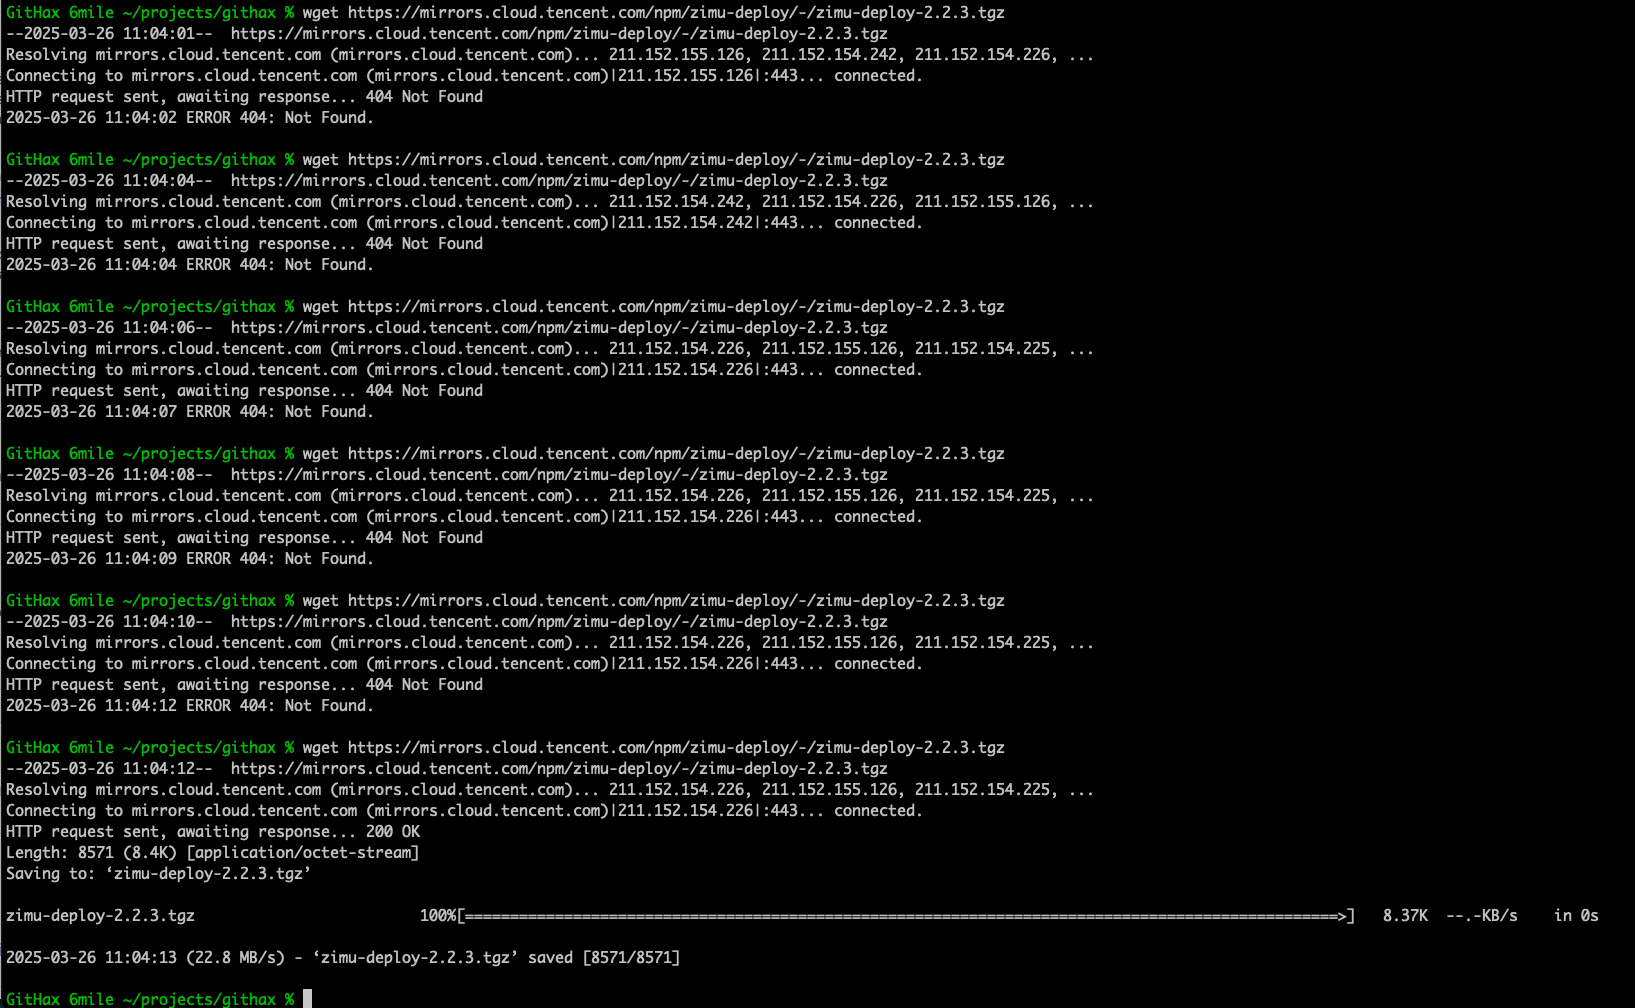 GitHax 6mile ~/projects/githax % wget https://mirrors.cloud.tencent.com/npm/zimu-deploy/-/zimu-deploy-2.2.3.tgz
--2025-03-26 11:04:01--  https://mirrors.cloud.tencent.com/npm/zimu-deploy/-/zimu-deploy-2.2.3.tgz
Resolving mirrors.cloud.tencent.com (mirrors.cloud.tencent.com)... 211.152.155.126, 211.152.154.242, 211.152.154.226, ...
Connecting to mirrors.cloud.tencent.com (mirrors.cloud.tencent.com)|211.152.155.126|:443... connected.
HTTP request sent, awaiting response... 404 Not Found
2025-03-26 11:04:02 ERROR 404: Not Found.

GitHax 6mile ~/projects/githax % wget https://mirrors.cloud.tencent.com/npm/zimu-deploy/-/zimu-deploy-2.2.3.tgz
--2025-03-26 11:04:04--  https://mirrors.cloud.tencent.com/npm/zimu-deploy/-/zimu-deploy-2.2.3.tgz
Resolving mirrors.cloud.tencent.com (mirrors.cloud.tencent.com)... 211.152.154.242, 211.152.154.226, 211.152.155.126, ...
Connecting to mirrors.cloud.tencent.com (mirrors.cloud.tencent.com)|211.152.154.242|:443... connected.
HTTP request sent, awaiting response... 404 Not Found
2025-03-26 11:04:04 ERROR 404: Not Found.

GitHax 6mile ~/projects/githax % wget https://mirrors.cloud.tencent.com/npm/zimu-deploy/-/zimu-deploy-2.2.3.tgz
--2025-03-26 11:04:06--  https://mirrors.cloud.tencent.com/npm/zimu-deploy/-/zimu-deploy-2.2.3.tgz
Resolving mirrors.cloud.tencent.com (mirrors.cloud.tencent.com)... 211.152.154.226, 211.152.155.126, 211.152.154.225, ...
Connecting to mirrors.cloud.tencent.com (mirrors.cloud.tencent.com)|211.152.154.226|:443... connected.
HTTP request sent, awaiting response... 404 Not Found
2025-03-26 11:04:07 ERROR 404: Not Found.

GitHax 6mile ~/projects/githax % wget https://mirrors.cloud.tencent.com/npm/zimu-deploy/-/zimu-deploy-2.2.3.tgz
--2025-03-26 11:04:08--  https://mirrors.cloud.tencent.com/npm/zimu-deploy/-/zimu-deploy-2.2.3.tgz
Resolving mirrors.cloud.tencent.com (mirrors.cloud.tencent.com)... 211.152.154.226, 211.152.155.126, 211.152.154.225, ...
Connecting to mirrors.cloud.tencent.com (mirrors.cloud.tencent.com)|211.152.154.226|:443... connected.
HTTP request sent, awaiting response... 404 Not Found
2025-03-26 11:04:09 ERROR 404: Not Found.

GitHax 6mile ~/projects/githax % wget https://mirrors.cloud.tencent.com/npm/zimu-deploy/-/zimu-deploy-2.2.3.tgz
--2025-03-26 11:04:10--  https://mirrors.cloud.tencent.com/npm/zimu-deploy/-/zimu-deploy-2.2.3.tgz
Resolving mirrors.cloud.tencent.com (mirrors.cloud.tencent.com)... 211.152.154.226, 211.152.155.126, 211.152.154.225, ...
Connecting to mirrors.cloud.tencent.com (mirrors.cloud.tencent.com)|211.152.154.226|:443... connected.
HTTP request sent, awaiting response... 404 Not Found
2025-03-26 11:04:12 ERROR 404: Not Found.

GitHax 6mile ~/projects/githax % wget https://mirrors.cloud.tencent.com/npm/zimu-deploy/-/zimu-deploy-2.2.3.tgz
--2025-03-26 11:04:12--  https://mirrors.cloud.tencent.com/npm/zimu-deploy/-/zimu-deploy-2.2.3.tgz
Resolving mirrors.cloud.tencent.com (mirrors.cloud.tencent.com)... 211.152.154.226, 211.152.155.126, 211.152.154.225, ...
Connecting to mirrors.cloud.tencent.com (mirrors.cloud.tencent.com)|211.152.154.226|:443... connected.
HTTP request sent, awaiting response... 200 OK
Length: 8571 (8.4K) [application/octet-stream]
Saving to: ‘zimu-deploy-2.2.3.tgz’

zimu-deploy-2.2.3.tgz                         100%[=================================================================================================>]   8.37K  --.-KB/s    in 0s

2025-03-26 11:04:13 (22.8 MB/s) - ‘zimu-deploy-2.2.3.tgz’ saved [8571/8571]

GitHax 6mile ~/projects/githax %